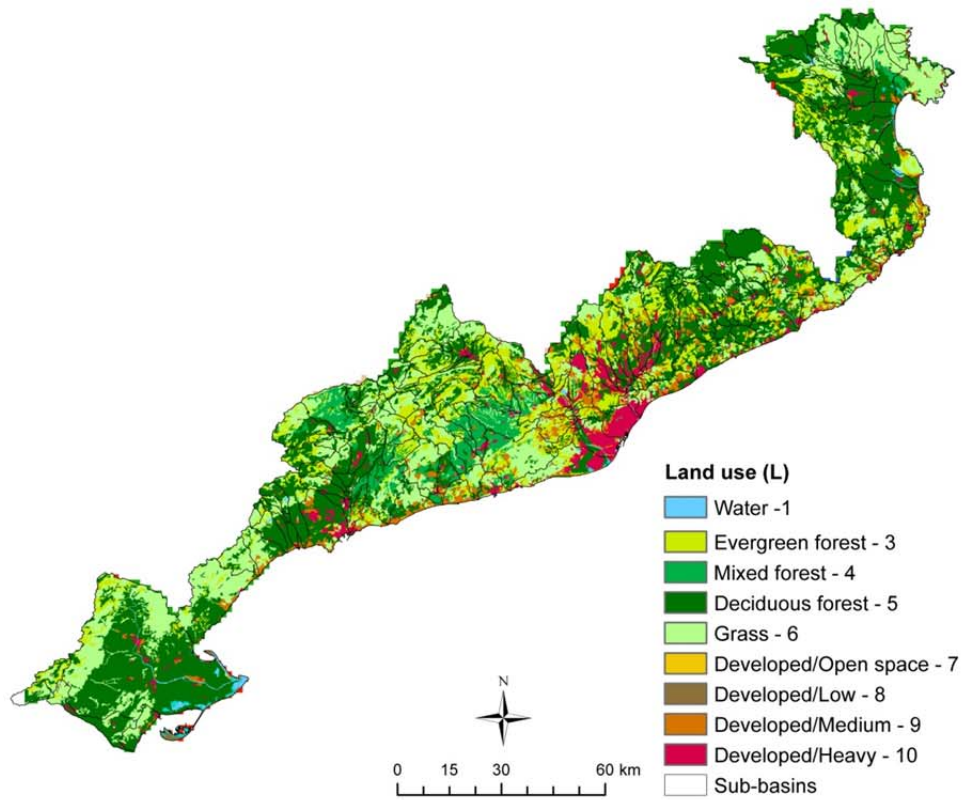 Land use (L)
Water -1
Evergreen forest - 3
Mixed forest - 4
Deciduous forest - 5
Grass - 6
Developed/Open space - 7
Developed/Low - 8
Developed/Medium - 9
Developed/Heavy - 10
Sub-basins
N
0 15 30 60 km